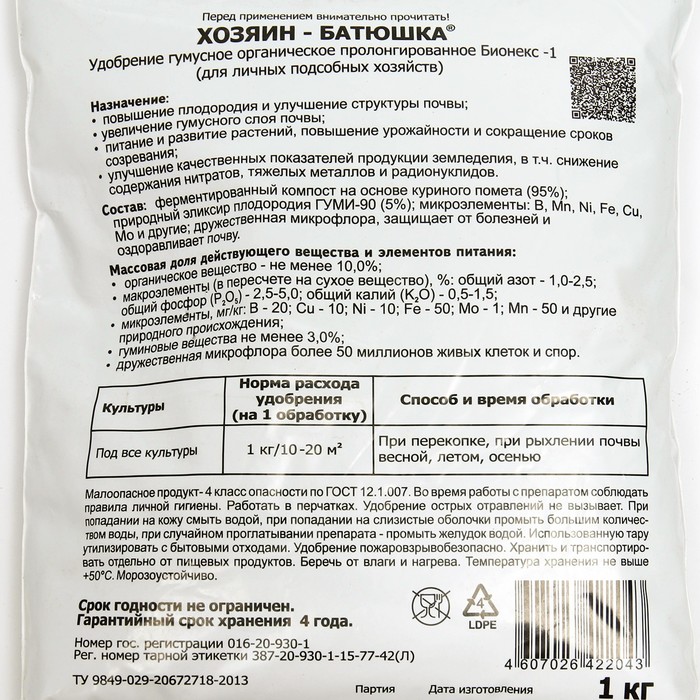 Перед применением внимательно прочитать!
ХОЗЯИН - БАТЮШКА®
Удобрение гумусное органическое пролонгированное Бионекс -1
(для личных подсобных хозяйств)
Назначение:
• повышение плодородия и улучшение структуры почвы;
• увеличение гумусного слоя почвы;
• питание и развитие растений, повышение урожайности и сокращение сроков
созревания;
• улучшение качественных показателей продукции земледелия, в т.ч. снижение
содержания нитратов, тяжелых металлов и радионуклидов.
Состав: ферментированный компост на основе куриного помета (95%);
природный эликсир плодородия ГУМИ-90 (5%); микроэлементы: B, Mn, Ni, Fe, Cu,
Mo и другие; дружественная микрофлора, защищает от болезней и
оздоравливает почву.
Массовая доля действующего вещества и элементов питания:
• органическое вещество - не менее 10,0%;
• макроэлементы (в пересчете на сухое вещество), %: общий азот - 1,0-2,5;
общий фосфор (P₂O₅) - 2,5-5,0; общий калий (K₂O) - 0,5-1,5;
• микроэлементы, мг/кг: B - 20; Cu - 10; Ni - 10; Fe - 50; Mo - 1; Mn - 50 и другие
природного происхождения;
• гуминовые вещества не менее 3,0%;
• дружественная микрофлора более 50 миллионов живых клеток и спор.
Культуры
Норма расхода
удобрения
(на 1 обработку)
Способ и время обработки
Под все культуры
1 кг/10-20 м²
При перекопке, при рыхлении почвы
весной, летом, осенью
Малоопасное продукт- 4 класс опасности по ГОСТ 12.1.007. Во время работы с препаратом соблюдать
правила личной гигиены. Работать в перчатках. Удобрение острых отравлений не вызывает. При
попадании на кожу смыть водой, при попадании на слизистые оболочки промыть большим количес-
твом воды, при случайном проглатывании препарата - промыть желудок водой. Использованную тару
утилизировать с бытовыми отходами. Удобрение пожаровзрывобезопасно. Хранить и транспортиро-
вать отдельно от пищевых продуктов. Беречь от влаги и нагрева. Температура хранения не выше
+50°С. Морозоустойчиво.
Срок годности не ограничен.
Гарантийный срок хранения 4 года.
4
LDPE
Номер гос. регистрации 016-20-930-1
Рег. номер тарной этикетки 387-20-930-1-15-77-42(Л)
4 607026 422043
ТУ 9849-029-20672718-2013
Партия
Дата изготовления
1 кг